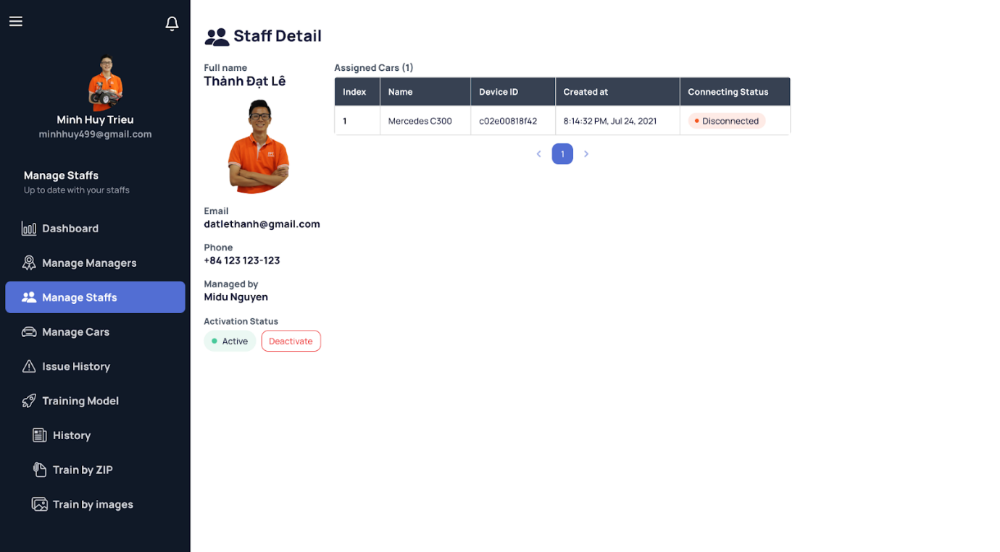 Minh Huy Trieu
minhhuy499@gmail.com
Manage Staffs
Up to date with your staffs
Dashboard
Manage Managers
Manage Staffs
Manage Cars
Issue History
Training Model
History
Train by ZIP
Train by images
Staff Detail
Full name
Thành Đạt Lê
Email
datlethanh@gmail.com
Phone
+84 123 123-123
Managed by
Midu Nguyen
Activation Status
Active Deactivate
Assigned Cars (1)
Index Name Device ID Created at Connecting Status
1 Mercedes C300 c02e00818f42 8:14:32 PM, Jul 24, 2021 Disconnected
1